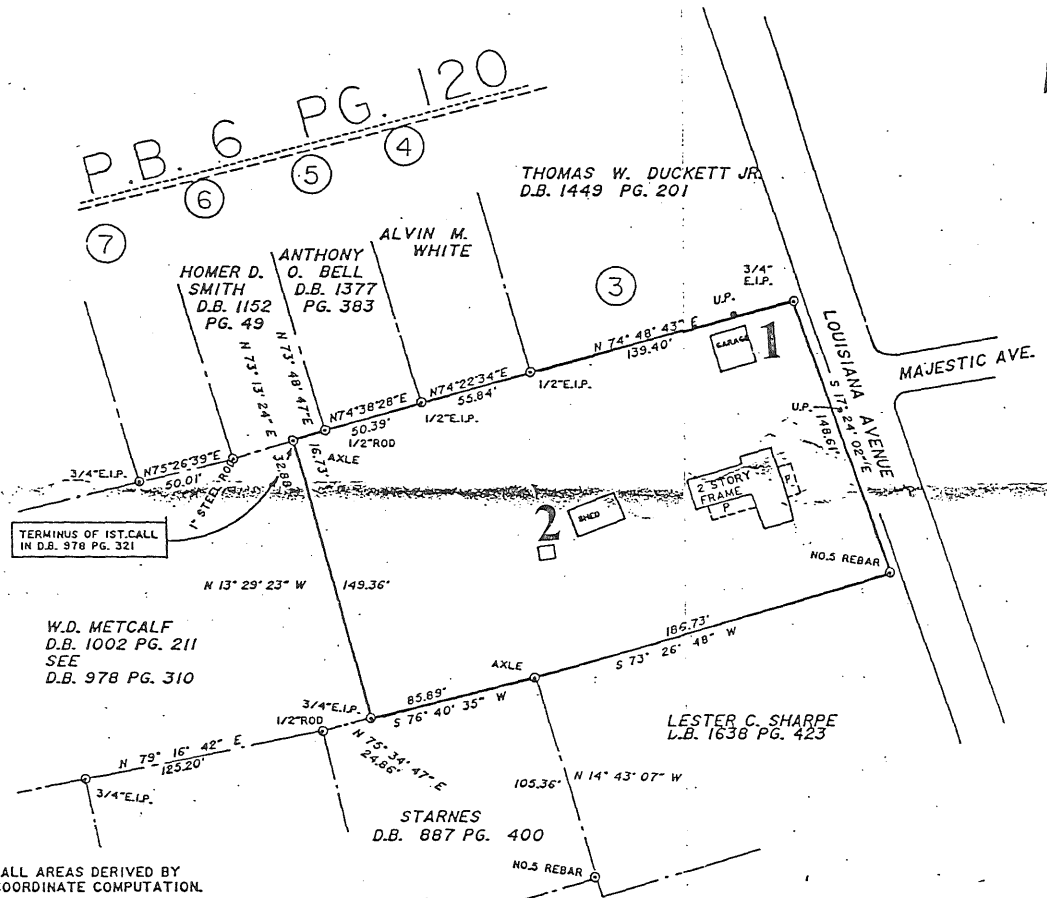 P.B. 6 PG. 120
7
6
5
4
3
THOMAS W. DUCKETT JR.
D.B. 1449 PG. 201
ALVIN M.
WHITE
ANTHONY
O. BELL
D.B. 1377
PG. 383
HOMER D.
SMITH
D.B. 1152
PG. 49
N 73° 13' 24" E
32.88'
N 73° 48' 47" E
16.73'
3/4"
E.I.P.
U.P.
GARAGE
1
N 74° 48' 43" E
139.40'
1/2" E.I.P.
N74°22'34"E
55.84'
1/2" E.I.P.
N74°38'28"E
50.39'
1/2" ROD
AXLE
N75°26'39"E
50.01'
3/4" E.I.P.
1" STEEL ROD
TERMINUS OF 1ST. CALL
IN D.B. 978 PG. 321
LOUISIANA AVENUE
S 17° 24' 02" E
148.61'
U.P.
MAJESTIC AVE.
2 STORY
FRAME
P
P
SHED
2
NO.5 REBAR
N 13° 29' 23" W
149.36'
186.73'
S 73° 26' 48" W
AXLE
W.D. METCALF
D.B. 1002 PG. 211
SEE
D.B. 978 PG. 310
3/4" E.I.P.
85.89'
S 76° 40' 35" W
1/2" ROD
N 75° 34' 47" E
24.86'
N 79° 16' 42" E
125.20'
3/4" E.I.P.
LESTER C. SHARPE
D.B. 1638 PG. 423
105.36'
N 14° 43' 07" W
STARNES
D.B. 887 PG. 400
NO.5 REBAR
ALL AREAS DERIVED BY
COORDINATE COMPUTATION.